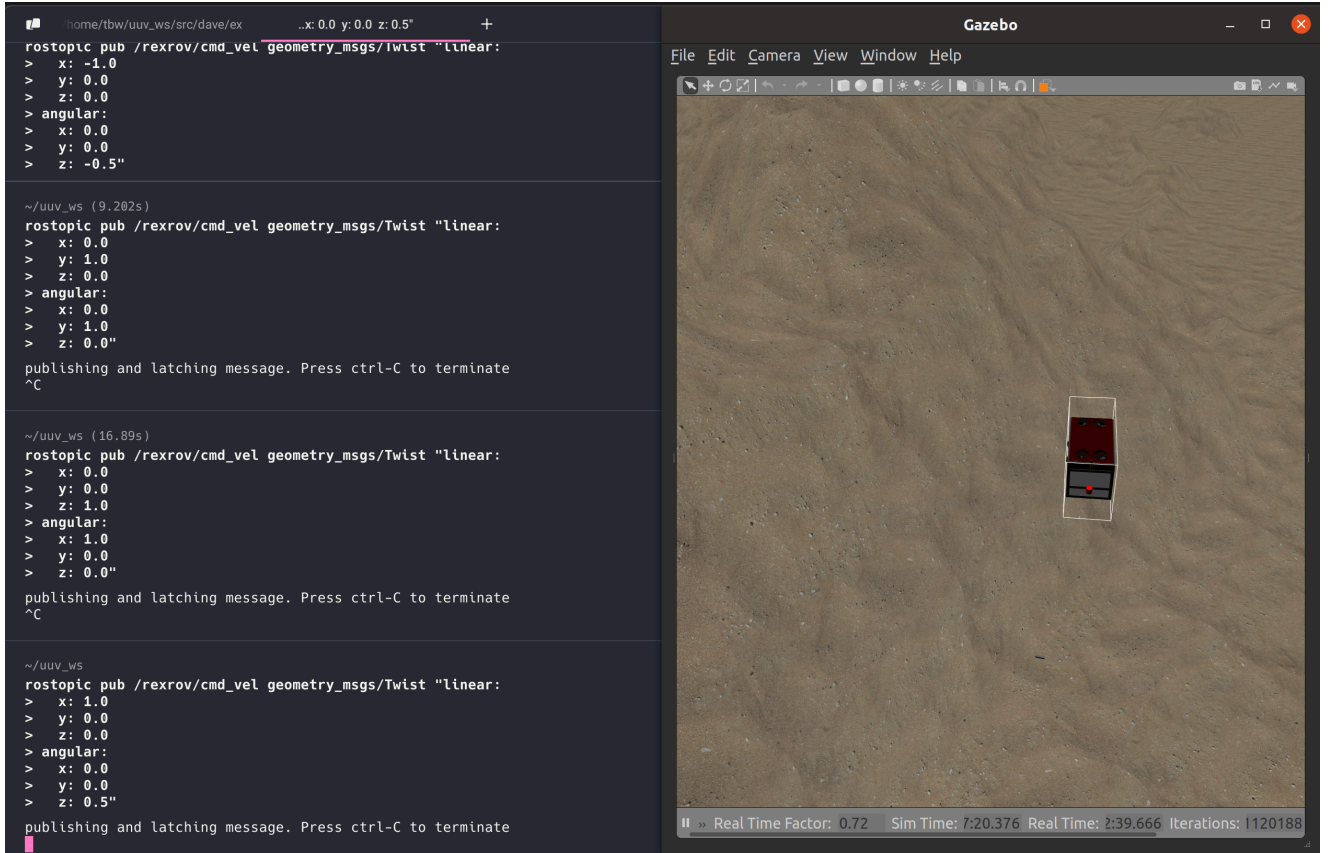 /home/tbw/uuv_ws/src/dave/ex
..x: 0.0 y: 0.0 z: 0.5"
+
rostopic pub /rexrov/cmd_vel geometry_msgs/Twist "linear:
> x: -1.0
> y: 0.0
> z: 0.0
> angular:
> x: 0.0
> y: 0.0
> z: -0.5"
~/uuv_ws (9.202s)
rostopic pub /rexrov/cmd_vel geometry_msgs/Twist "linear:
> x: 0.0
> y: 1.0
> z: 0.0
> angular:
> x: 0.0
> y: 1.0
> z: 0.0"
publishing and latching message. Press ctrl-C to terminate
^C
~/uuv_ws (16.89s)
rostopic pub /rexrov/cmd_vel geometry_msgs/Twist "linear:
> x: 0.0
> y: 0.0
> z: 1.0
> angular:
> x: 1.0
> y: 0.0
> z: 0.0"
publishing and latching message. Press ctrl-C to terminate
^C
~/uuv_ws
rostopic pub /rexrov/cmd_vel geometry_msgs/Twist "linear:
> x: 1.0
> y: 0.0
> z: 0.0
> angular:
> x: 0.0
> y: 0.0
> z: 0.5"
publishing and latching message. Press ctrl-C to terminate
Gazebo
File Edit Camera View Window Help
Real Time Factor: 0.72 Sim Time: 7:20.376 Real Time: 2:39.666 Iterations: 1120188